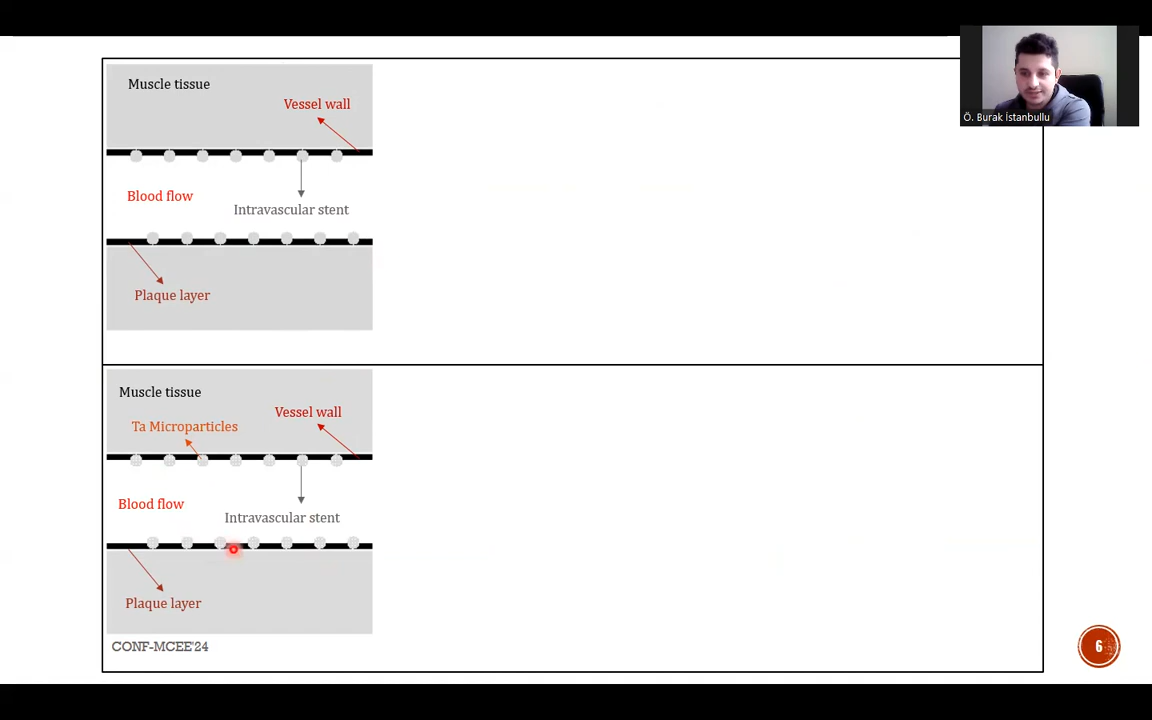 Ö. Burak İstanbullu
Muscle tissue
Vessel wall
Blood flow
Intravascular stent
Plaque layer
Muscle tissue
Vessel wall
Ta Microparticles
Blood flow
Intravascular stent
Plaque layer
CONF-MCEE'24
6